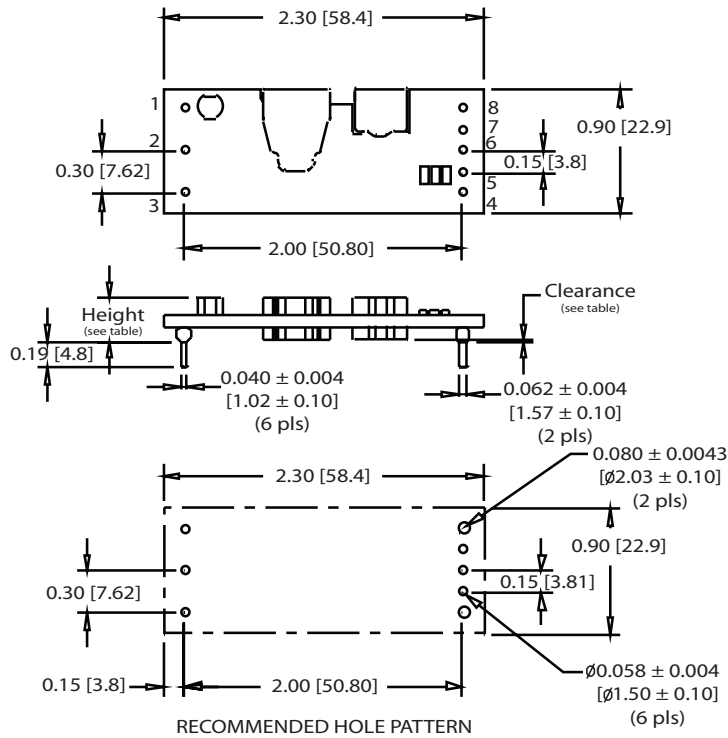 2.30 [58.4]
1
2
3
8
7
6
5
4
0.90 [22.9]
0.15 [3.8]
0.30 [7.62]
2.00 [50.80]
Height
(see table)
Clearance
(see table)
0.19 [4.8]
0.040 ± 0.004
[1.02 ± 0.10]
(6 pls)
0.062 ± 0.004
[1.57 ± 0.10]
(2 pls)
2.30 [58.4]
0.080 ± 0.0043
[ø2.03 ± 0.10]
(2 pls)
0.90 [22.9]
0.15 [3.81]
0.30 [7.62]
0.15 [3.8]
2.00 [50.80]
ø0.058 ± 0.004
[ø1.50 ± 0.10]
(6 pls)
RECOMMENDED HOLE PATTERN